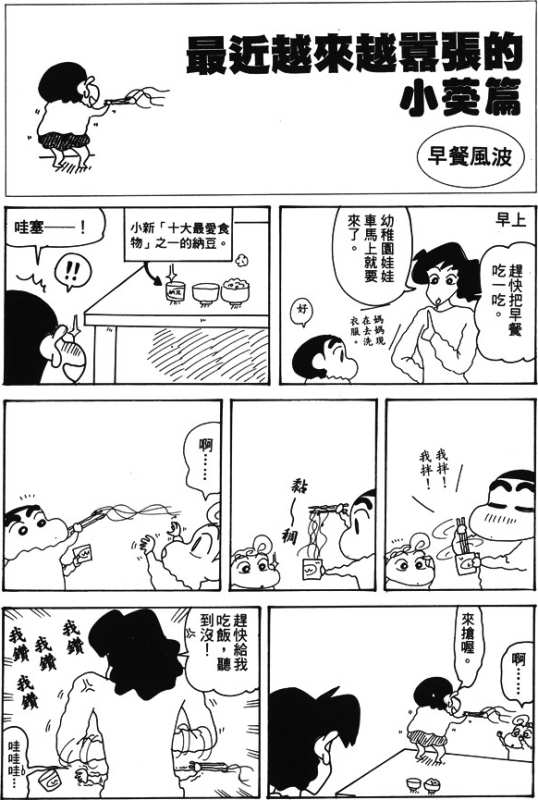 最近越來越囂張的
小葵篇
早餐風波
早上
趕快把早餐
吃一吃。
幼稚園娃娃
車馬上就要
來了。
媽媽現
在去洗
衣服。
好
小新「十大最愛食
物」之一的納豆。
哇塞——！
!!
我拌！
我拌！
黏～稠
啊……
啊……
來搶喔。
趕快給我
吃飯，聽
到沒！
我鑽
我鑽
我鑽
我鑽
哇哇哇…